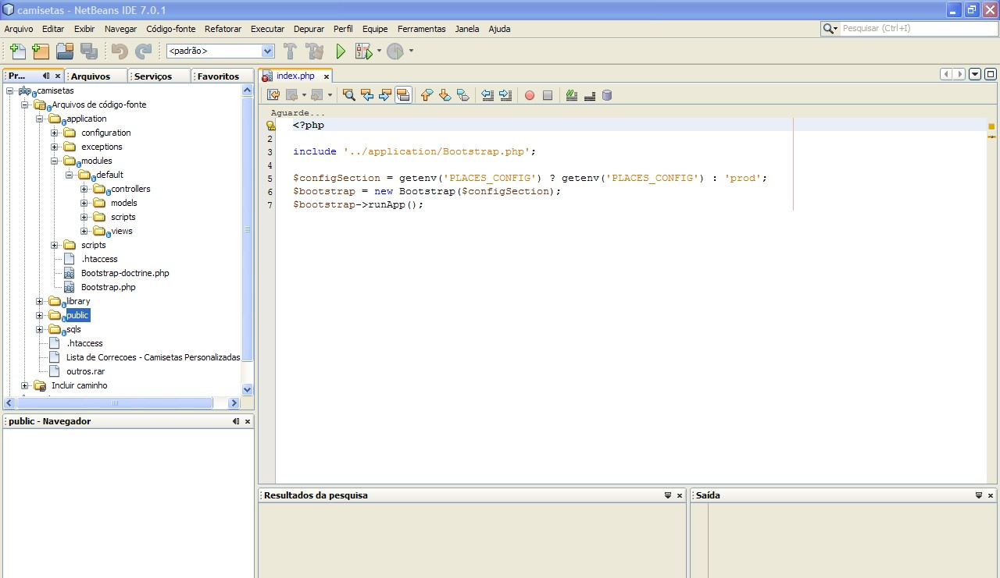 camisetas - NetBeans IDE 7.0.1
Arquivo Editar Exibir Navegar Código-fonte Refatorar Executar Depurar Perfil Equipe Ferramentas Janela Ajuda
Pesquisar (Ctrl+I)
<padrão>
Pr...
Arquivos
Serviços
Favoritos
camisetas
Arquivos de código-fonte
application
configuration
exceptions
modules
default
controllers
models
scripts
views
scripts
.htaccess
Bootstrap-doctrine.php
Bootstrap.php
library
public
sqls
.htaccess
Lista de Correcoes - Camisetas Personalizadas
outros.rar
Incluir caminho
public - Navegador
index.php
Aguarde...
<?php
2
3 include '../application/Bootstrap.php';
4
5 $configSection = getenv('PLACES_CONFIG') ? getenv('PLACES_CONFIG') : 'prod';
6 $bootstrap = new Bootstrap($configSection);
7 $bootstrap->runApp();
Resultados da pesquisa
Saída